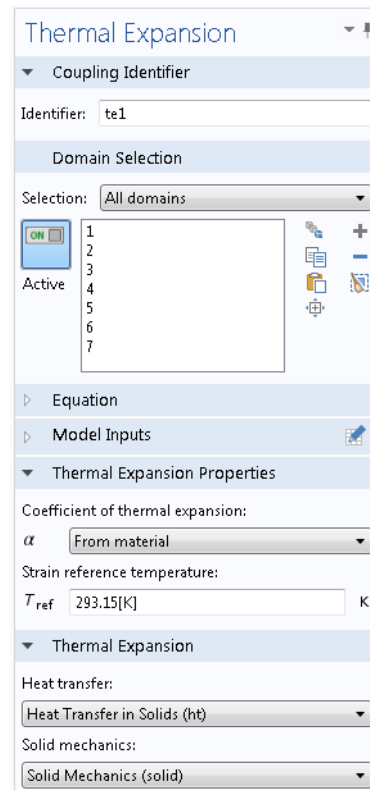 Thermal Expansion
Coupling Identifier
Identifier: te1
Domain Selection
Selection: All domains
ON
Active
1
2
3
4
5
6
7
Equation
Model Inputs
Thermal Expansion Properties
Coefficient of thermal expansion:
α From material
Strain reference temperature:
Tref 293.15[K] K
Thermal Expansion
Heat transfer:
Heat Transfer in Solids (ht)
Solid mechanics:
Solid Mechanics (solid)